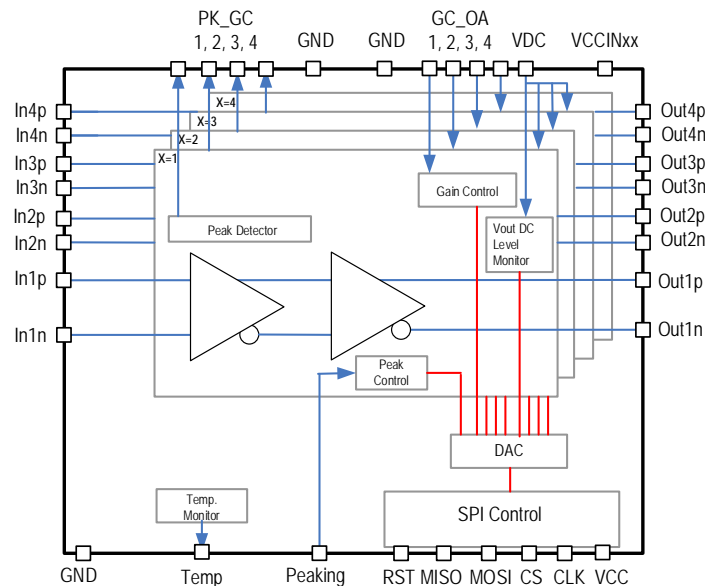 PK_GC
1, 2, 3, 4
GND
GND
GC_OA
1, 2, 3, 4
VDC
VCCINxx
In4p
In4n
In3p
In3n
In2p
In2n
In1p
In1n
X=4
X=3
X=2
X=1
Peak Detector
Gain Control
Vout DC
Level
Monitor
Out4p
Out4n
Out3p
Out3n
Out2p
Out2n
Out1p
Out1n
Peak
Control
DAC
Temp.
Monitor
SPI Control
GND
Temp
Peaking
RST
MISO
MOSI
CS
CLK
VCC